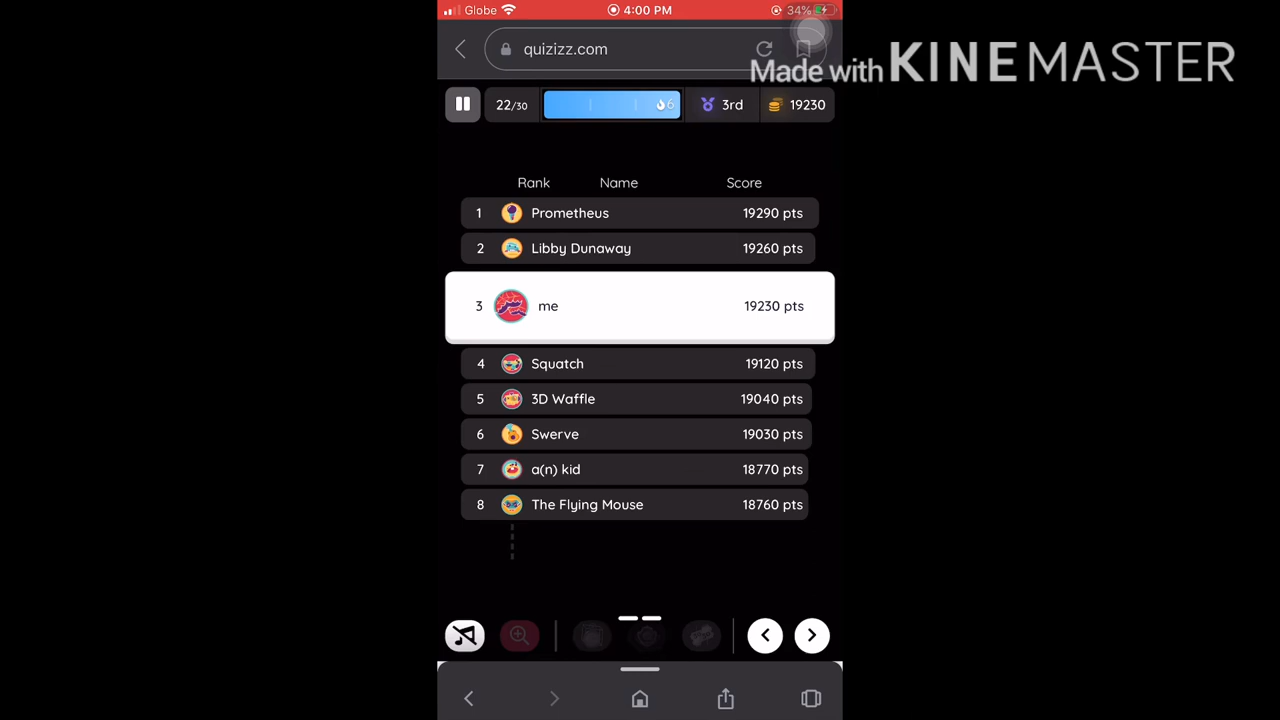 Globe 4:00 PM 34%
quizizz.com
Made with KINEMASTER
22/30 6 3rd 19230
Rank Name Score
1 Prometheus 19290 pts
2 Libby Dunaway 19260 pts
3 me 19230 pts
4 Squatch 19120 pts
5 3D Waffle 19040 pts
6 Swerve 19030 pts
7 a(n) kid 18770 pts
8 The Flying Mouse 18760 pts